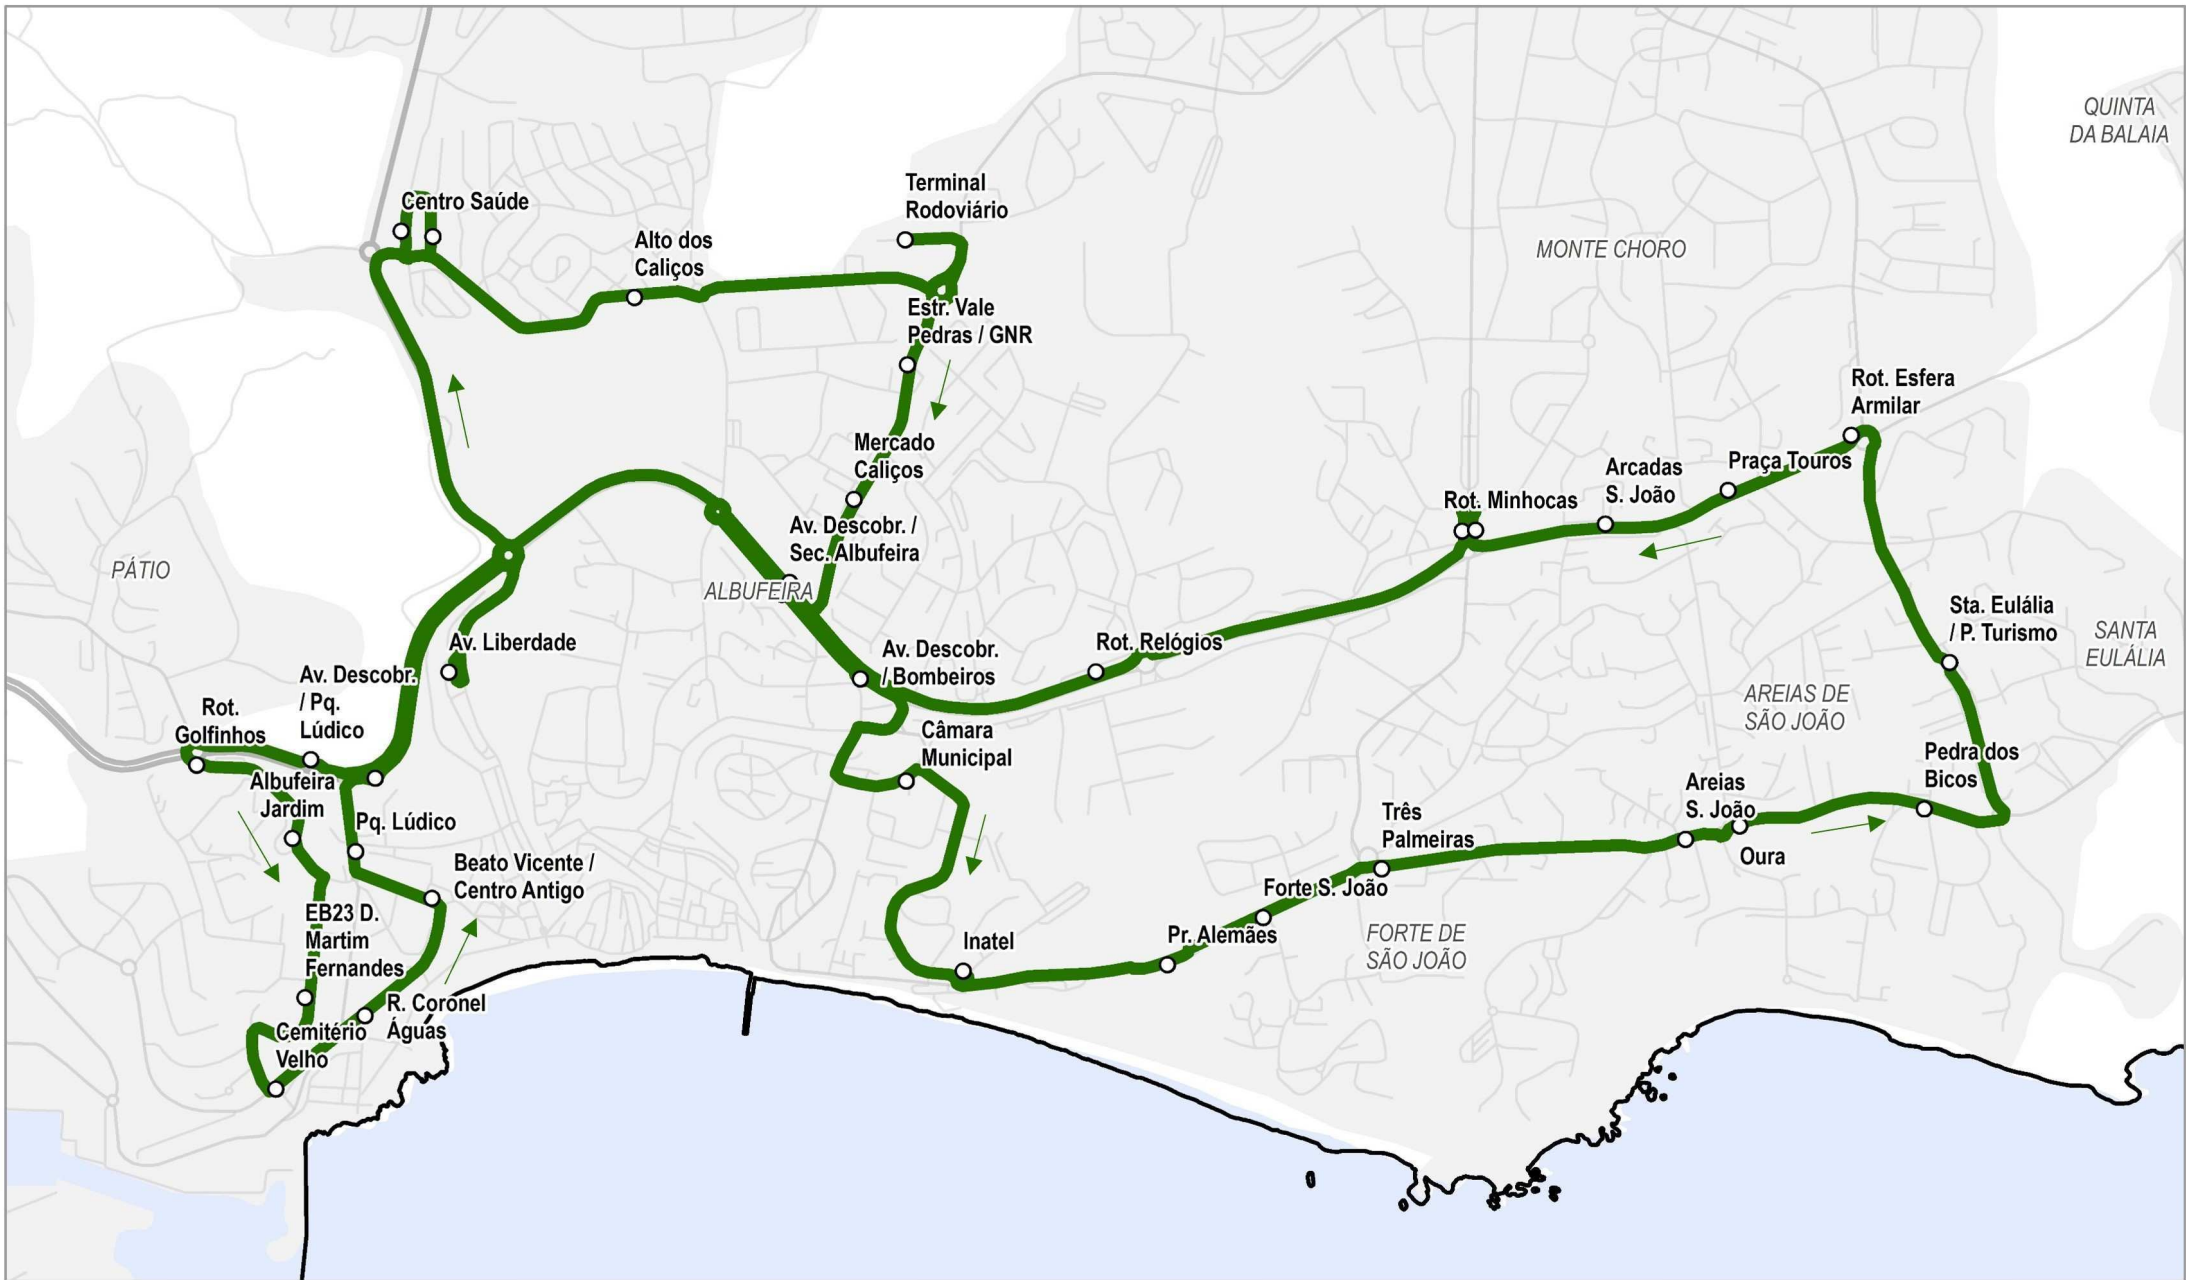 QUINTA
DA BALAIA
Terminal
Rodoviário
Centro Saúde
Alto dos
Caliços
MONTE CHORO
Estr. Vale
Pedras / GNR
Rot. Esfera
Armilar
Mercado
Caliços
Praça Touros
Arcadas
S. João
Rot. Minhocas
Av. Descobr. /
Sec. Albufeira
PÁTIO
ALBUFEIRA
Sta. Eulália
/ P. Turismo
SANTA
EULÁLIA
Av. Liberdade
Rot. Relógios
Av. Descobr.
/ Bombeiros
Av. Descobr.
/ Pq.
Lúdico
AREIAS DE
SÃO JOÃO
Rot.
Golfinhos
Câmara
Municipal
Pedra dos
Bicos
Albufeira
Jardim
Areias
S. João
Três
Palmeiras
Pq. Lúdico
Oura
Beato Vicente /
Centro Antigo
Forte S. João
EB23 D.
Martim
Fernandes
Inatel
Pr. Alemães
FORTE DE
SÃO JOÃO
R. Coronel
Águas
Cemitério
Velho